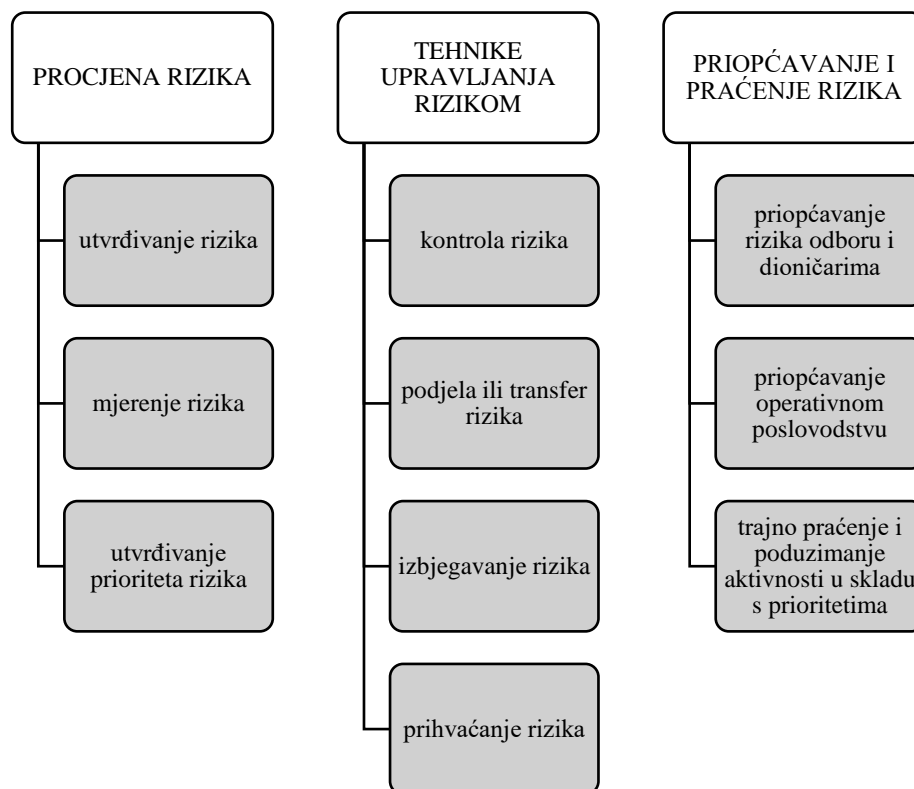 PROCJENA RIZIKA
utvrđivanje rizika
mjerenje rizika
utvrđivanje
prioriteta rizika
TEHNIKE
UPRAVLJANJA
RIZIKOM
kontrola rizika
podjela ili transfer
rizika
izbjegavanje rizika
prihvaćanje rizika
PRIOPĆAVANJE I
PRAĆENJE RIZIKA
priopćavanje
rizika odboru i
dioničarima
priopćavanje
operativnom
poslovodstvu
trajno praćenje i
poduzimanje
aktivnosti u skladu
s prioritetima